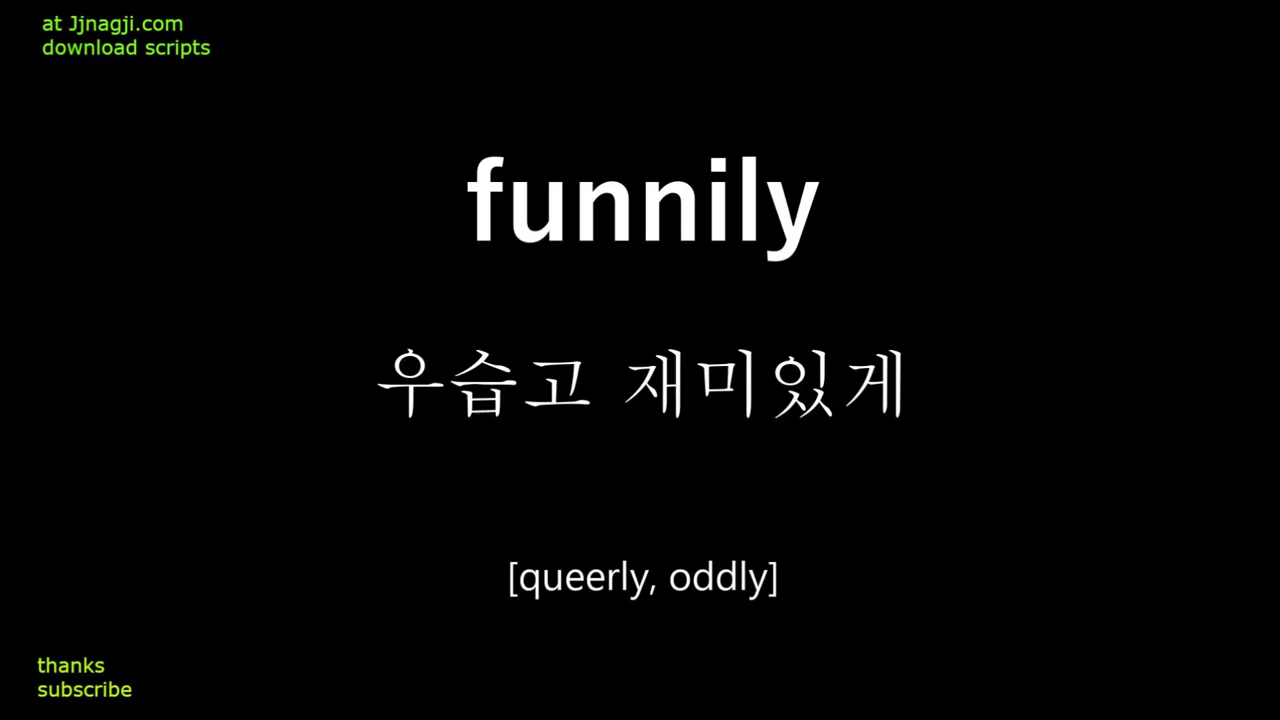 at Jjnagji.com
download scripts
funnily
우습고 재미있게
[queerly, oddly]
thanks
subscribe